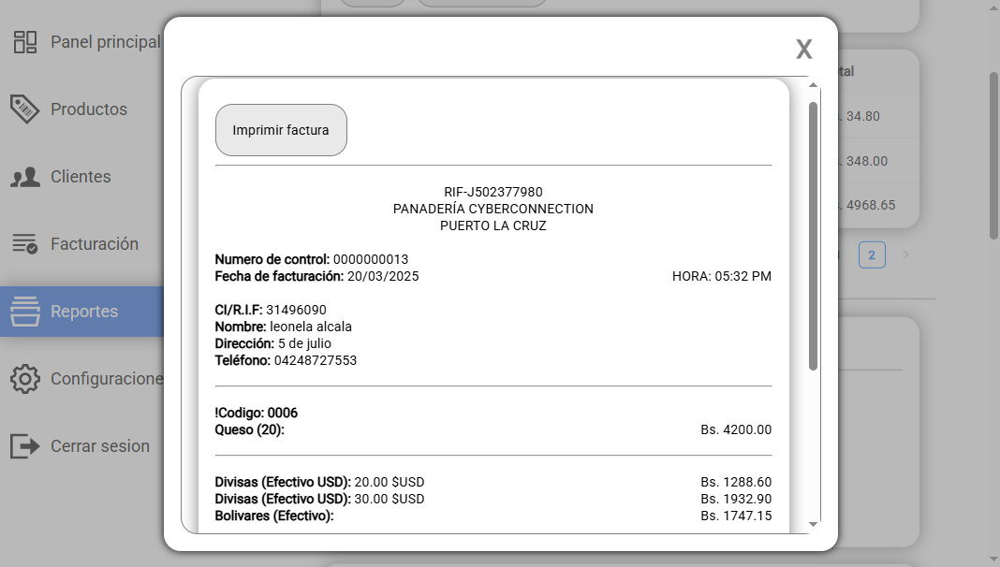 Panel principal
Productos
Clientes
Facturación
Reportes
Cerrar sesion
X
Imprimir factura
RIF-J502377980
PANADERÍA CYBERCONNECTION
PUERTO LA CRUZ
Numero de control: 0000000013
Fecha de facturación: 20/03/2025 HORA: 05:32 PM
CI/R.I.F: 31496090
Nombre: leonela alcala
Dirección: 5 de julio
Teléfono: 04248727553
!Codigo: 0006
Queso (20): Bs. 4200.00
Divisas (Efectivo USD): 20.00 $USD Bs. 1288.60
Divisas (Efectivo USD): 30.00 $USD Bs. 1932.90
Bolivares (Efectivo): Bs. 1747.15
34.80
348.00
4968.65
2